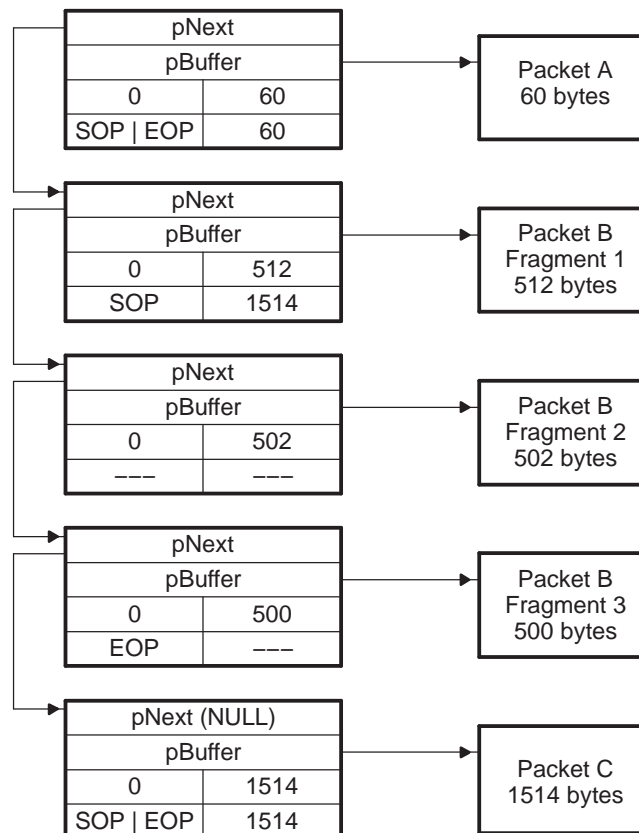 pNext
pBuffer
0 60
SOP | EOP 60
Packet A
60 bytes
pNext
pBuffer
0 512
SOP 1514
Packet B
Fragment 1
512 bytes
pNext
pBuffer
0 502
––– –––
Packet B
Fragment 2
502 bytes
pNext
pBuffer
0 500
EOP –––
Packet B
Fragment 3
500 bytes
pNext (NULL)
pBuffer
0 1514
SOP | EOP 1514
Packet C
1514 bytes